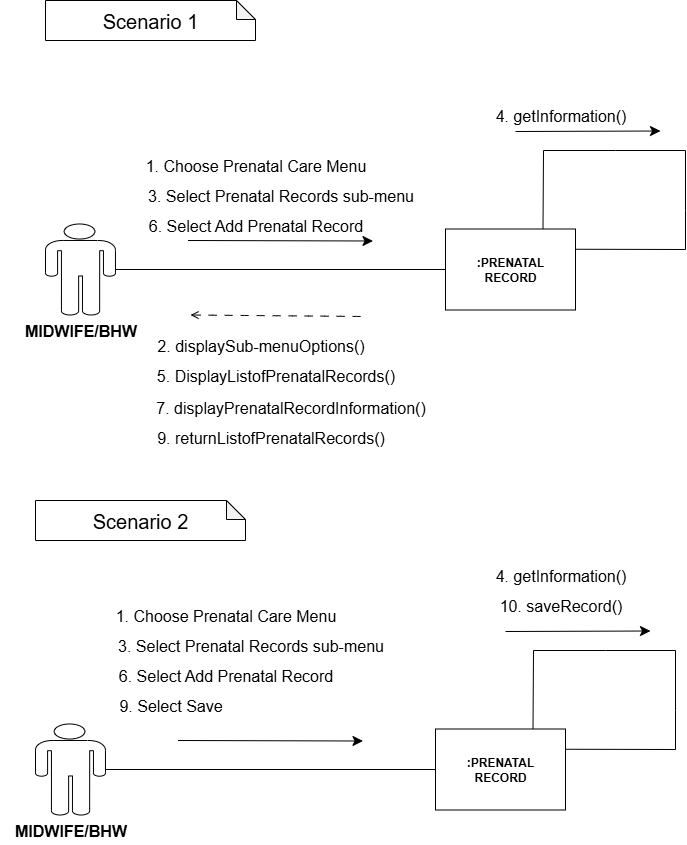 Scenario 1
4. getInformation()
1. Choose Prenatal Care Menu
3. Select Prenatal Records sub-menu
6. Select Add Prenatal Record
:PRENATAL
RECORD
MIDWIFE/BHW
2. displaySub-menuOptions()
5. DisplayListofPrenatalRecords()
7. displayPrenatalRecordInformation()
9. returnListofPrenatalRecords()
Scenario 2
4. getInformation()
10. saveRecord()
1. Choose Prenatal Care Menu
3. Select Prenatal Records sub-menu
6. Select Add Prenatal Record
9. Select Save
:PRENATAL
RECORD
MIDWIFE/BHW